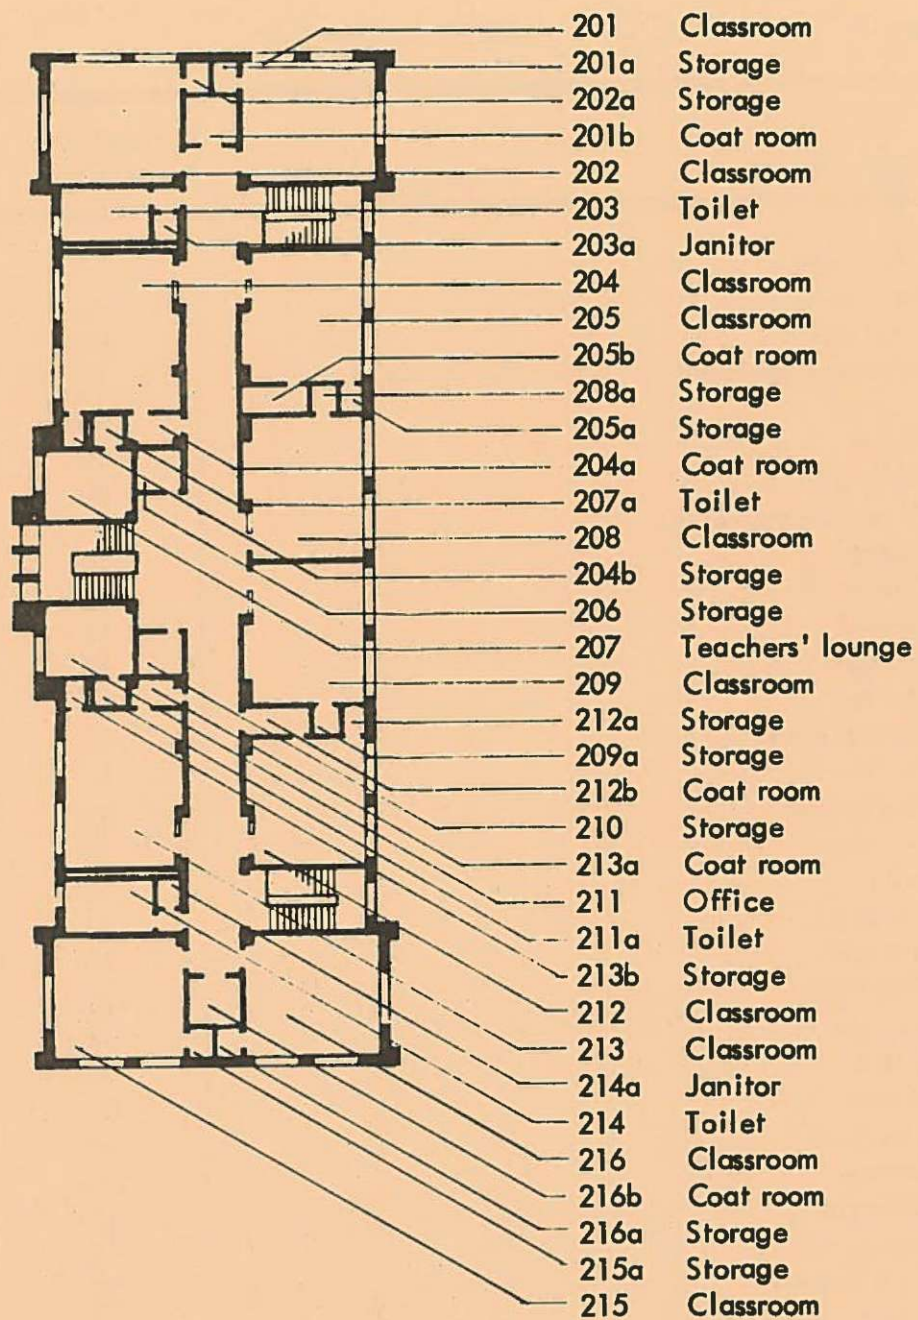 201 Classroom
201a Storage
202a Storage
201b Coat room
202 Classroom
203 Toilet
203a Janitor
204 Classroom
205 Classroom
205b Coat room
208a Storage
205a Storage
204a Coat room
207a Toilet
208 Classroom
204b Storage
206 Storage
207 Teachers' lounge
209 Classroom
212a Storage
209a Storage
212b Coat room
210 Storage
213a Coat room
211 Office
211a Toilet
213b Storage
212 Classroom
213 Classroom
214a Janitor
214 Toilet
216 Classroom
216b Coat room
216a Storage
215a Storage
215 Classroom